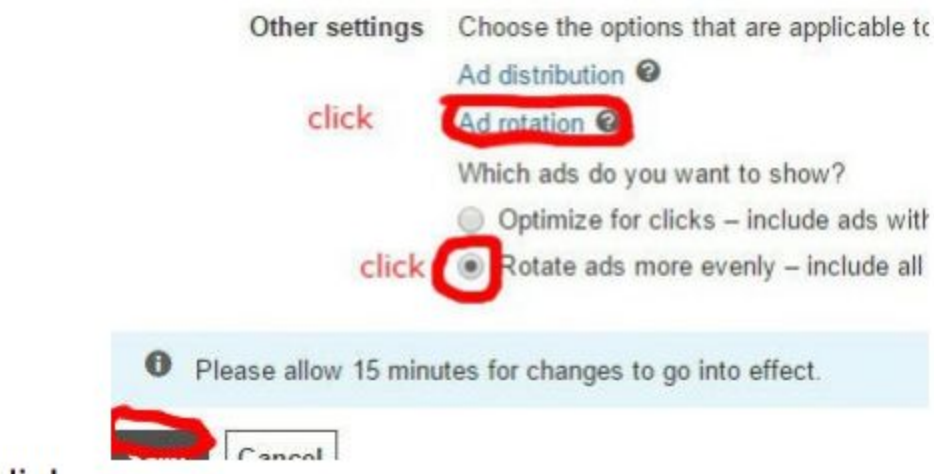 Other settings Choose the options that are applicable to
Ad distribution ?
click Ad rotation ?
Which ads do you want to show?
Optimize for clicks – include ads with
click Rotate ads more evenly – include all
Please allow 15 minutes for changes to go into effect.
Cancel